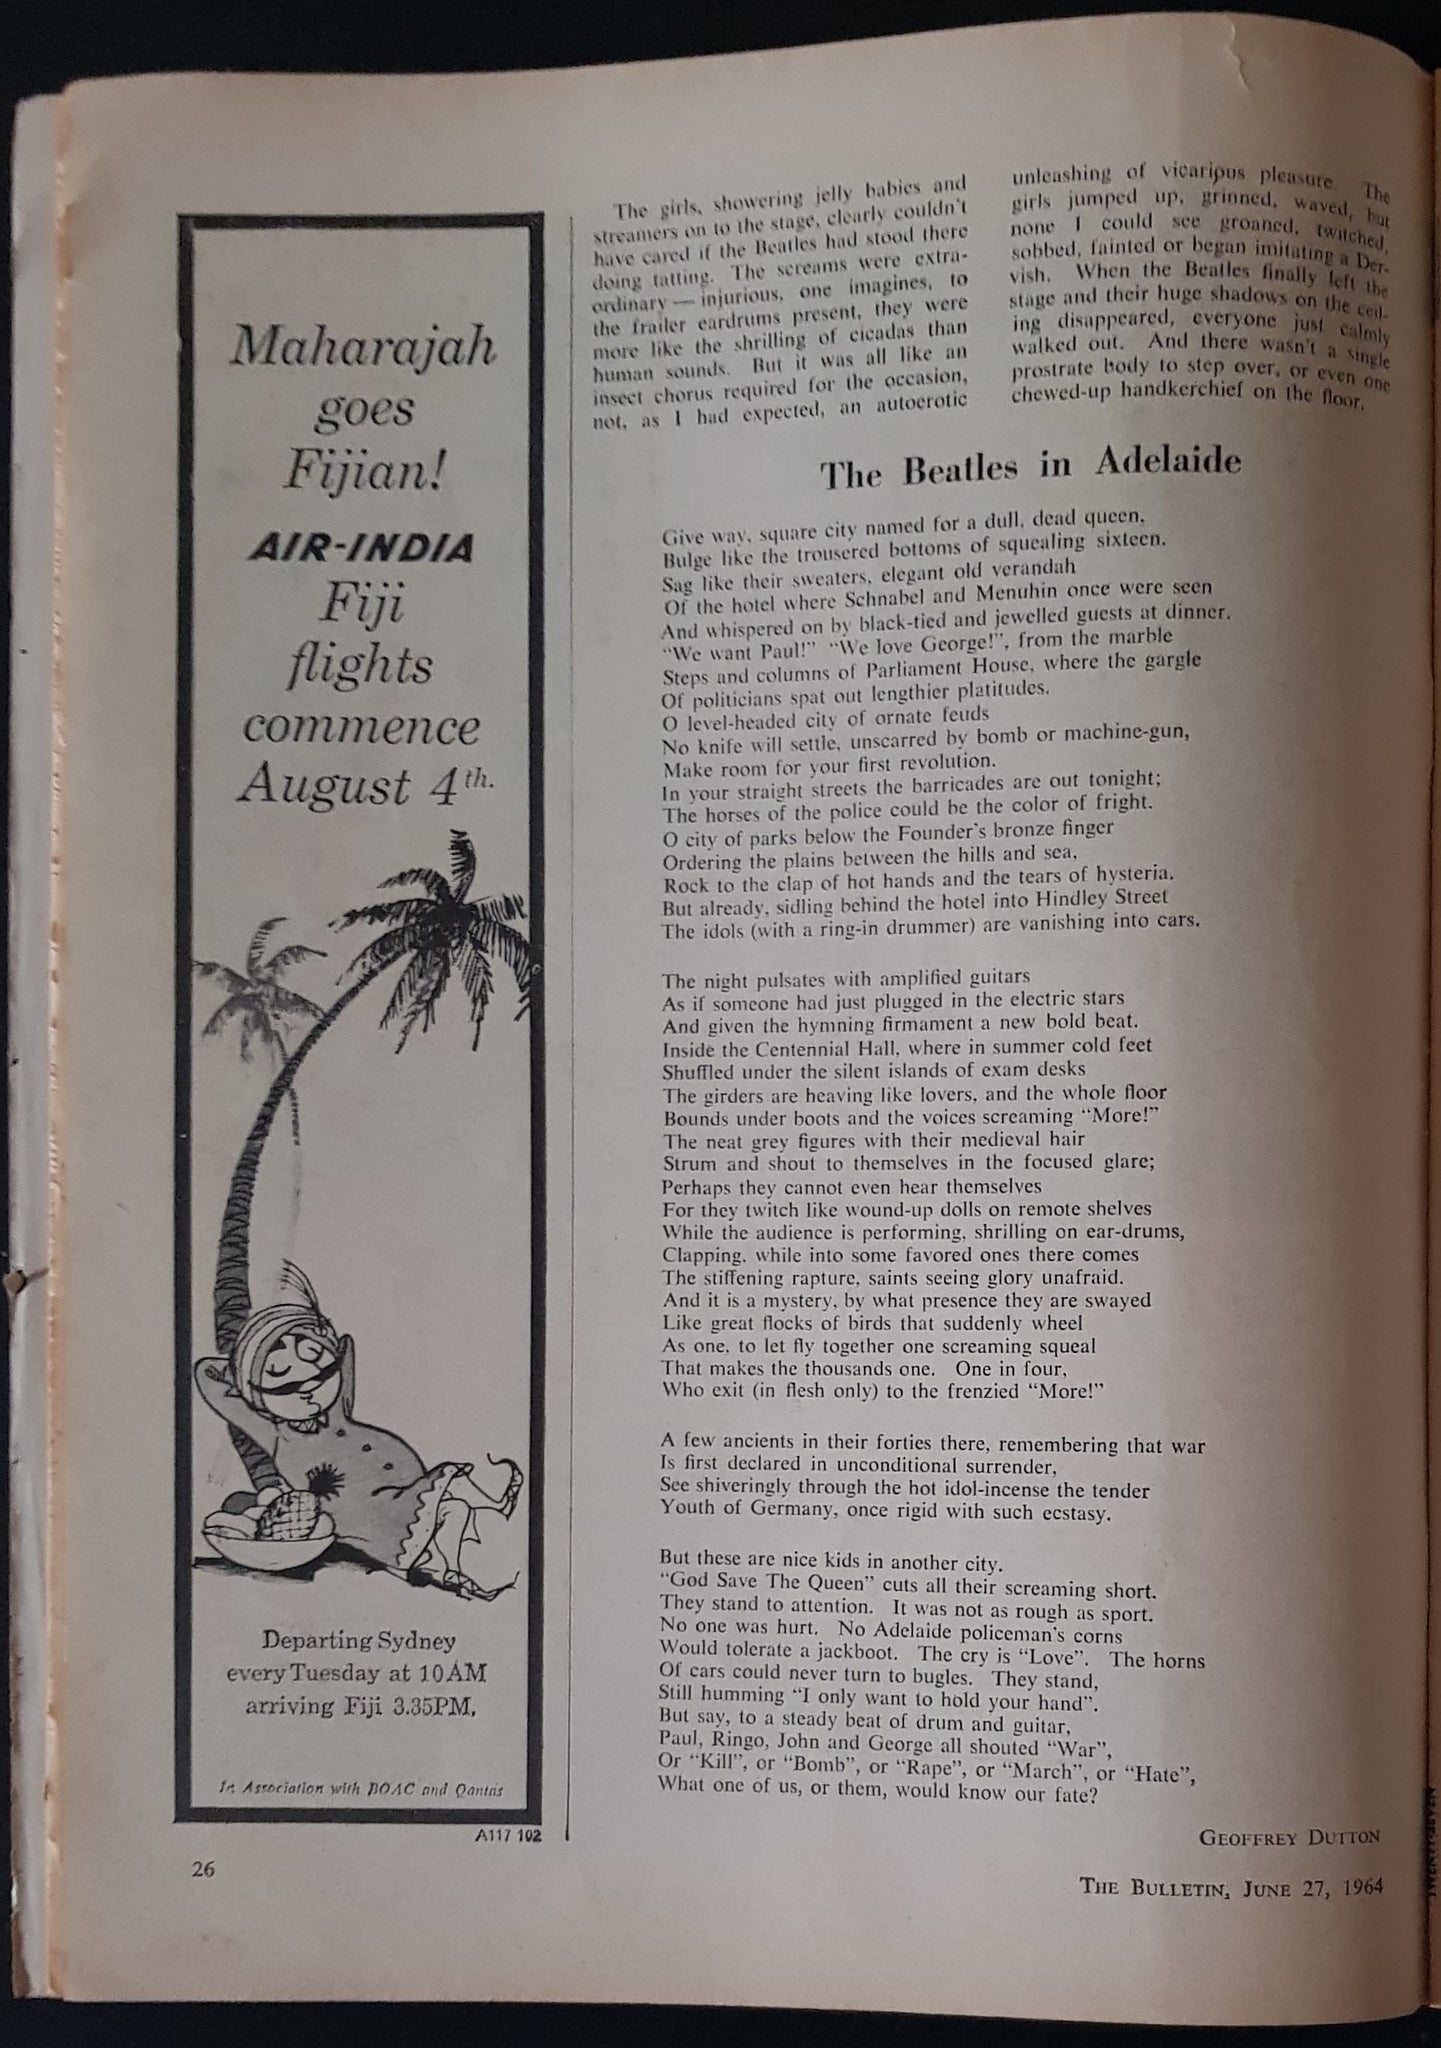 Maharajah
goes
Fijian!
AIR-INDIA
Fiji
flights
commence
August 4th.
Departing Sydney
every Tuesday at 10AM
arriving Fiji 3.35PM.
In Association with BOAC and Qantas
A117 102
The girls, showering jelly babies and
streamers on to the stage, clearly couldn't
have cared if the Beatles had stood there
doing tatting. The screams were extra-
ordinary — injurious, one imagines, to
the frailer eardrums present, they were
more like the shrilling of cicadas than
human sounds. But it was all like an
insect chorus required for the occasion,
not, as I had expected, an autoerotic
unleashing of vicarious pleasure. The
girls jumped up, grinned, waved, but
none I could see groaned, twitched,
sobbed, fainted or began imitating a Der-
vish. When the Beatles finally left the
stage and their huge shadows on the ceil-
ing disappeared, everyone just calmly
walked out. And there wasn't a single
prostrate body to step over, or even one
chewed-up handkerchief on the floor.
The Beatles in Adelaide
Give way, square city named for a dull, dead queen,
Bulge like the trousered bottoms of squealing sixteen.
Sag like their sweaters, elegant old verandah
Of the hotel where Schnabel and Menuhin once were seen
And whispered on by black-tied and jewelled guests at dinner.
"We want Paul!" "We love George!", from the marble
Steps and columns of Parliament House, where the gargle
Of politicians spat out lengthier platitudes.
O level-headed city of ornate feuds
No knife will settle, unscarred by bomb or machine-gun,
Make room for your first revolution.
In your straight streets the barricades are out tonight;
The horses of the police could be the color of fright.
O city of parks below the Founder's bronze finger
Ordering the plains between the hills and sea,
Rock to the clap of hot hands and the tears of hysteria.
But already, sidling behind the hotel into Hindley Street
The idols (with a ring-in drummer) are vanishing into cars.
The night pulsates with amplified guitars
As if someone had just plugged in the electric stars
And given the hymning firmament a new bold beat.
Inside the Centennial Hall, where in summer cold feet
Shuffled under the silent islands of exam desks
The girders are heaving like lovers, and the whole floor
Bounds under boots and the voices screaming "More!"
The neat grey figures with their medieval hair
Strum and shout to themselves in the focused glare;
Perhaps they cannot even hear themselves
For they twitch like wound-up dolls on remote shelves
While the audience is performing, shrilling on ear-drums,
Clapping, while into some favored ones there comes
The stiffening rapture, saints seeing glory unafraid.
And it is a mystery, by what presence they are swayed
Like great flocks of birds that suddenly wheel
As one, to let fly together one screaming squeal
That makes the thousands one. One in four,
Who exit (in flesh only) to the frenzied "More!"
A few ancients in their forties there, remembering that war
Is first declared in unconditional surrender,
See shiveringly through the hot idol-incense the tender
Youth of Germany, once rigid with such ecstasy.
But these are nice kids in another city.
"God Save The Queen" cuts all their screaming short.
They stand to attention. It was not as rough as sport.
No one was hurt. No Adelaide policeman's corns
Would tolerate a jackboot. The cry is "Love". The horns
Of cars could never turn to bugles. They stand,
Still humming "I only want to hold your hand".
But say, to a steady beat of drum and guitar,
Paul, Ringo, John and George all shouted "War",
Or "Kill", or "Bomb", or "Rape", or "March", or "Hate",
What one of us, or them, would know our fate?
GEOFFREY DUTTON
26
THE BULLETIN, JUNE 27, 1964